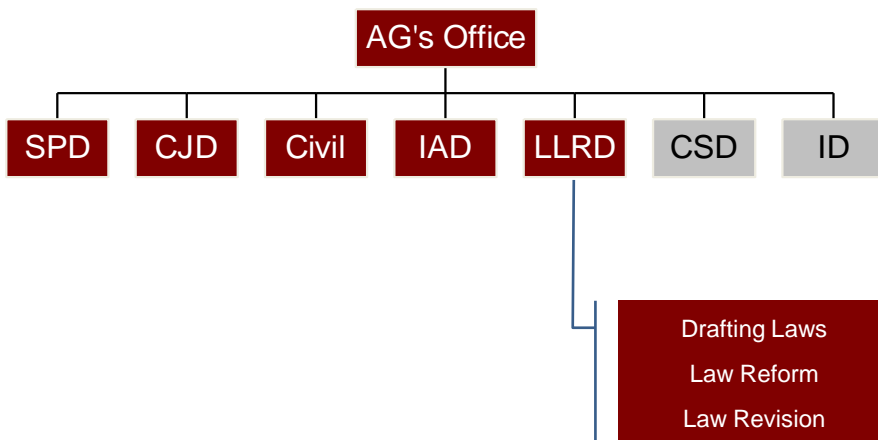 AG's Office
SPD
CJD
Civil
IAD
LLRD
CSD
ID
Drafting Laws
Law Reform
Law Revision